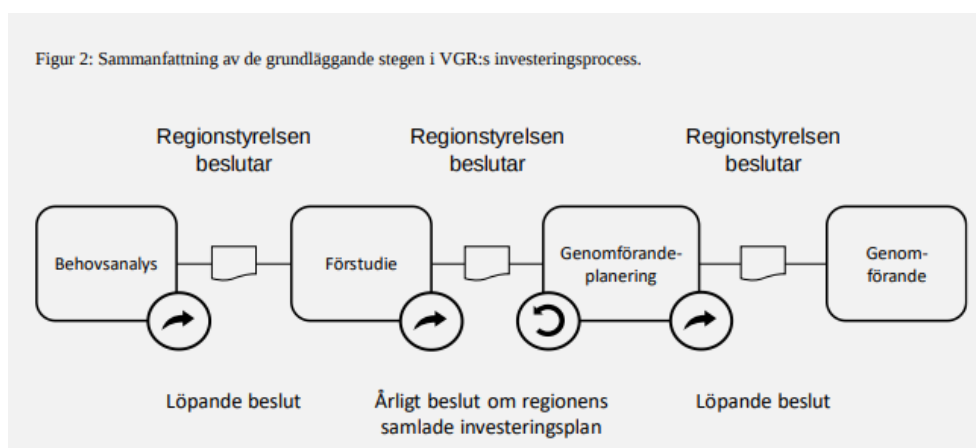 Figur 2: Sammanfattning av de grundläggande stegen i VGR:s investeringsprocess.
Regionstyrelsen
beslutar
Regionstyrelsen
beslutar
Regionstyrelsen
beslutar
Behovsanalys
Förstudie
Genomförande-
planering
Genom-
förande
Löpande beslut
Årligt beslut om regionens
samlade investeringsplan
Löpande beslut